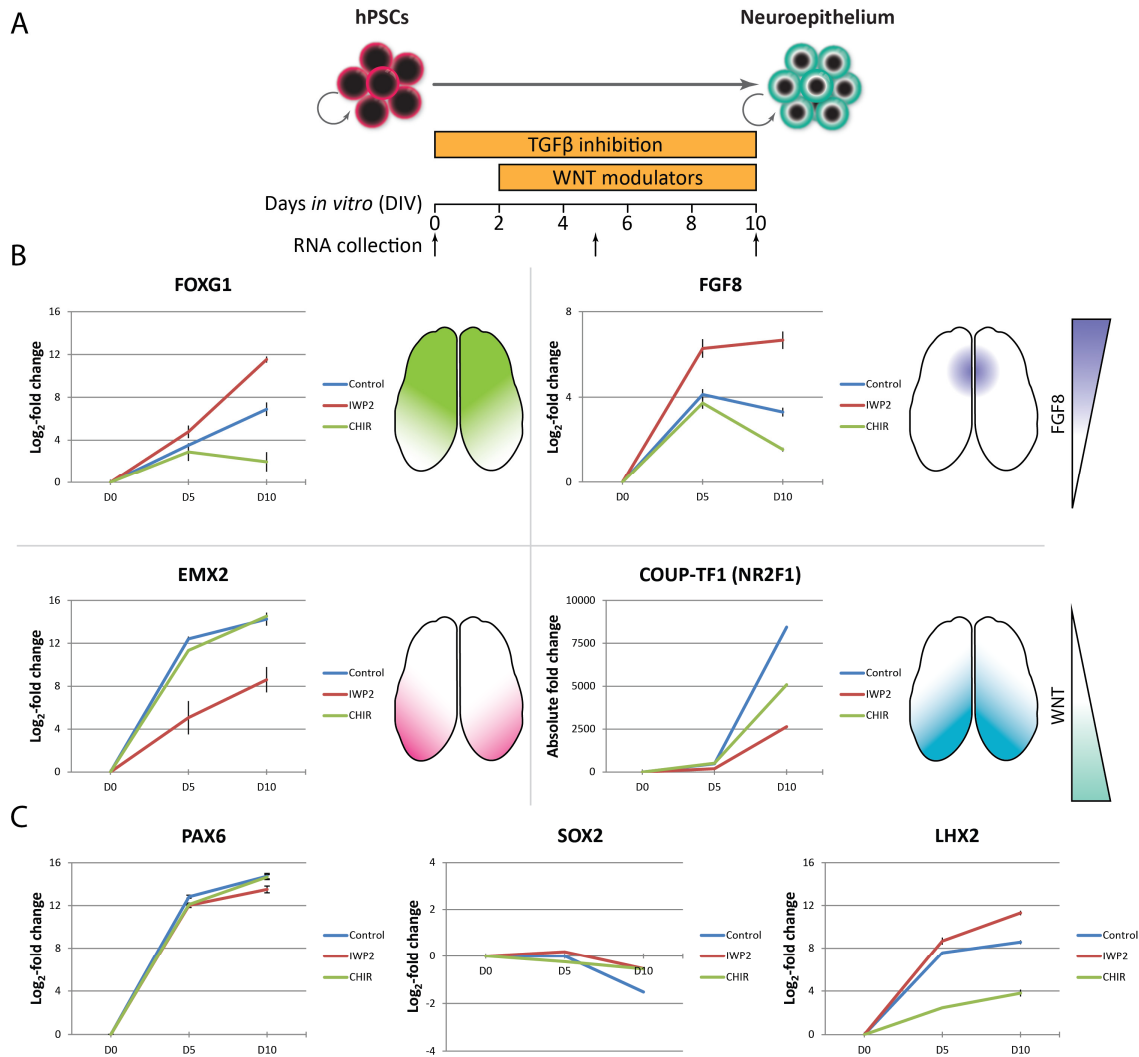 A
hPSCs
Neuroepithelium
TGFβ inhibition
WNT modulators
Days in vitro (DIV)
0 2 4 6 8 10
RNA collection
B
FOXG1
Log2-fold change
16
12
8
4
0
D0 D5 D10
Control
IWP2
CHIR
FGF8
Log2-fold change
8
4
0
D0 D5 D10
Control
IWP2
CHIR
FGF8
EMX2
Log2-fold change
16
12
8
4
0
D0 D5 D10
Control
IWP2
CHIR
COUP-TF1 (NR2F1)
Absolute fold change
10000
7500
5000
2500
0
D0 D5 D10
Control
IWP2
CHIR
WNT
C
PAX6
Log2-fold change
16
12
8
4
0
D0 D5 D10
Control
IWP2
CHIR
SOX2
Log2-fold change
4
2
0
-2
-4
D0 D5 D10
Control
IWP2
CHIR
LHX2
Log2-fold change
16
12
8
4
0
D0 D5 D10
Control
IWP2
CHIR